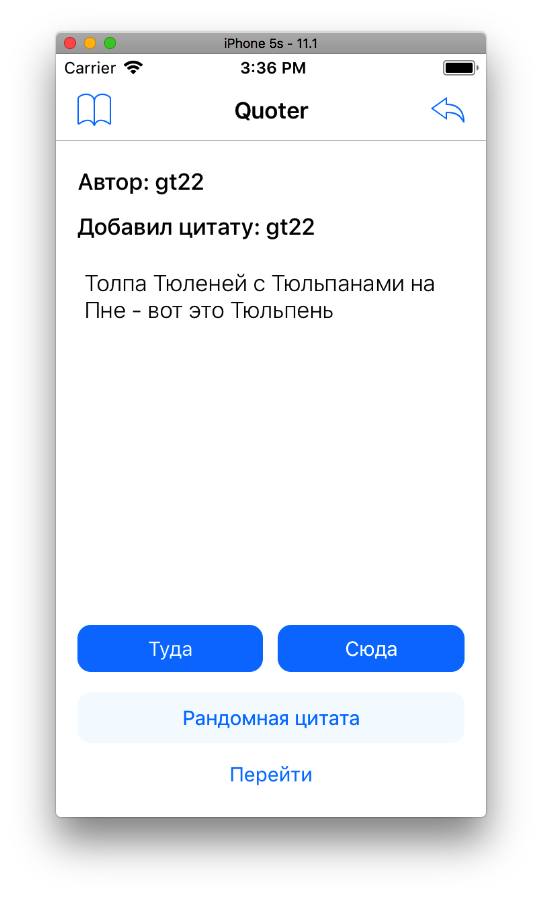 iPhone 5s - 11.1
Carrier 3:36 PM
Quoter
Автор: gt22
Добавил цитату: gt22
Толпа Тюленей с Тюльпанами на
Пне - вот это Тюльпень
Туда Сюда
Рандомная цитата
Перейти